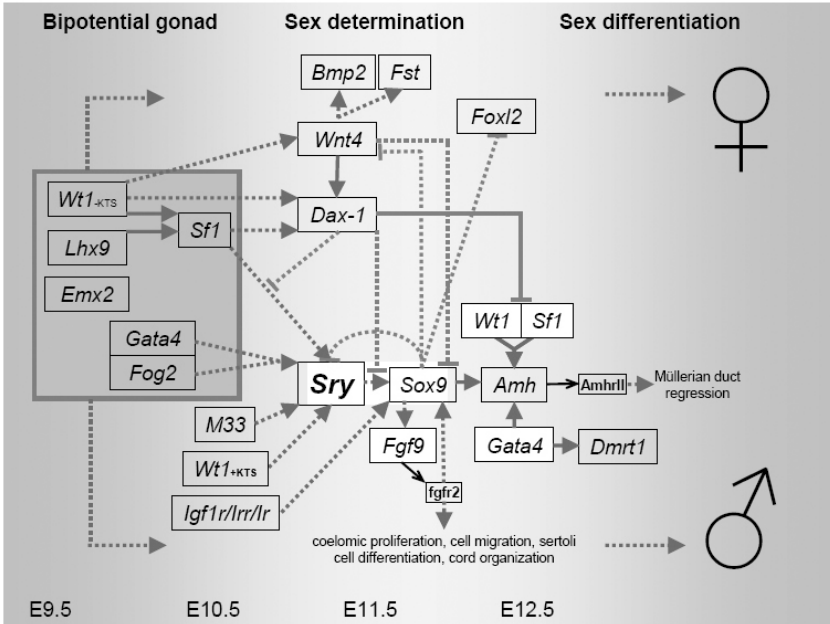 Bipotential gonad
Sex determination
Sex differentiation
Bmp2
Fst
Foxl2
Wnt4
Wt1-KTS
Sf1
Dax-1
Lhx9
Emx2
Wt1
Sf1
Gata4
Fog2
Sry
Sox9
Amh
AmhrII
Müllerian duct
regression
M33
Fgf9
Gata4
Dmrt1
Wt1+KTS
fgfr2
Igf1r/Irr/Ir
coelomic proliferation, cell migration, sertoli
cell differentiation, cord organization
E9.5
E10.5
E11.5
E12.5